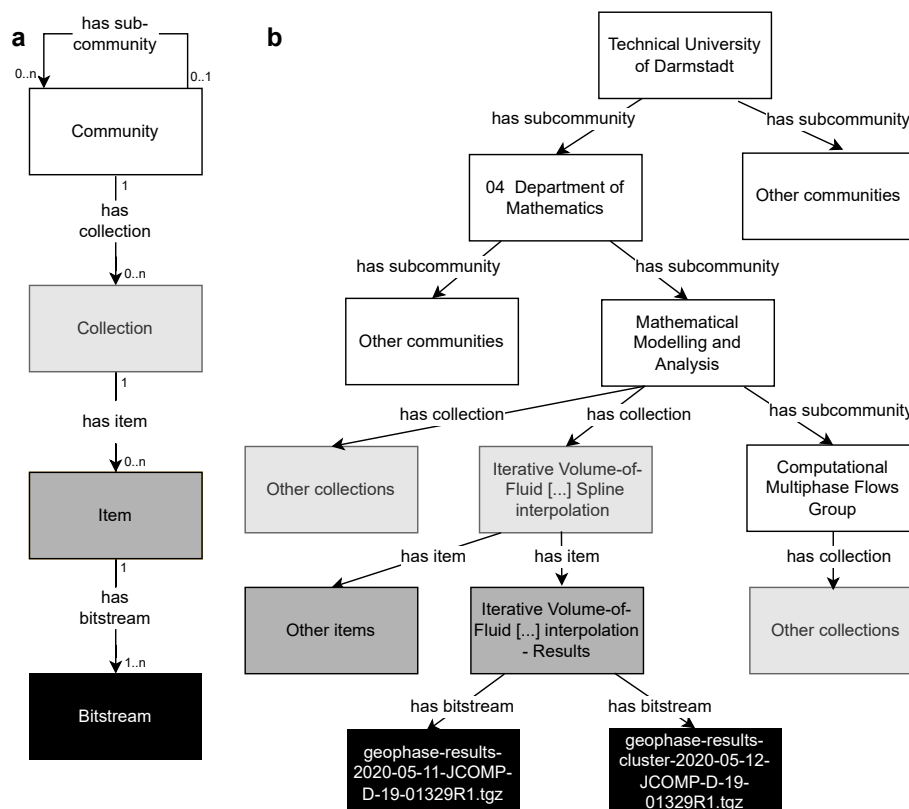 a
has sub-
community
0..n
0..1
Community
1
has
collection
0..n
Collection
1
has item
0..n
Item
1
has
bitstream
1..n
Bitstream
b
Technical University
of Darmstadt
has subcommunity
has subcommunity
04 Department of
Mathematics
Other communities
has subcommunity
has subcommunity
Other communities
Mathematical
Modelling and
Analysis
has collection
has collection
has subcommunity
Other collections
Iterative Volume-of-
Fluid [...] Spline
interpolation
Computational
Multiphase Flows
Group
has item
has item
has collection
Other items
Iterative Volume-of-
Fluid [...] interpolation
- Results
Other collections
has bitstream
has bitstream
geophase-results-
2020-05-11-JCOMP-
D-19-01329R1.tgz
geophase-results-
cluster-2020-05-12-
JCOMP-D-19-
01329R1.tgz